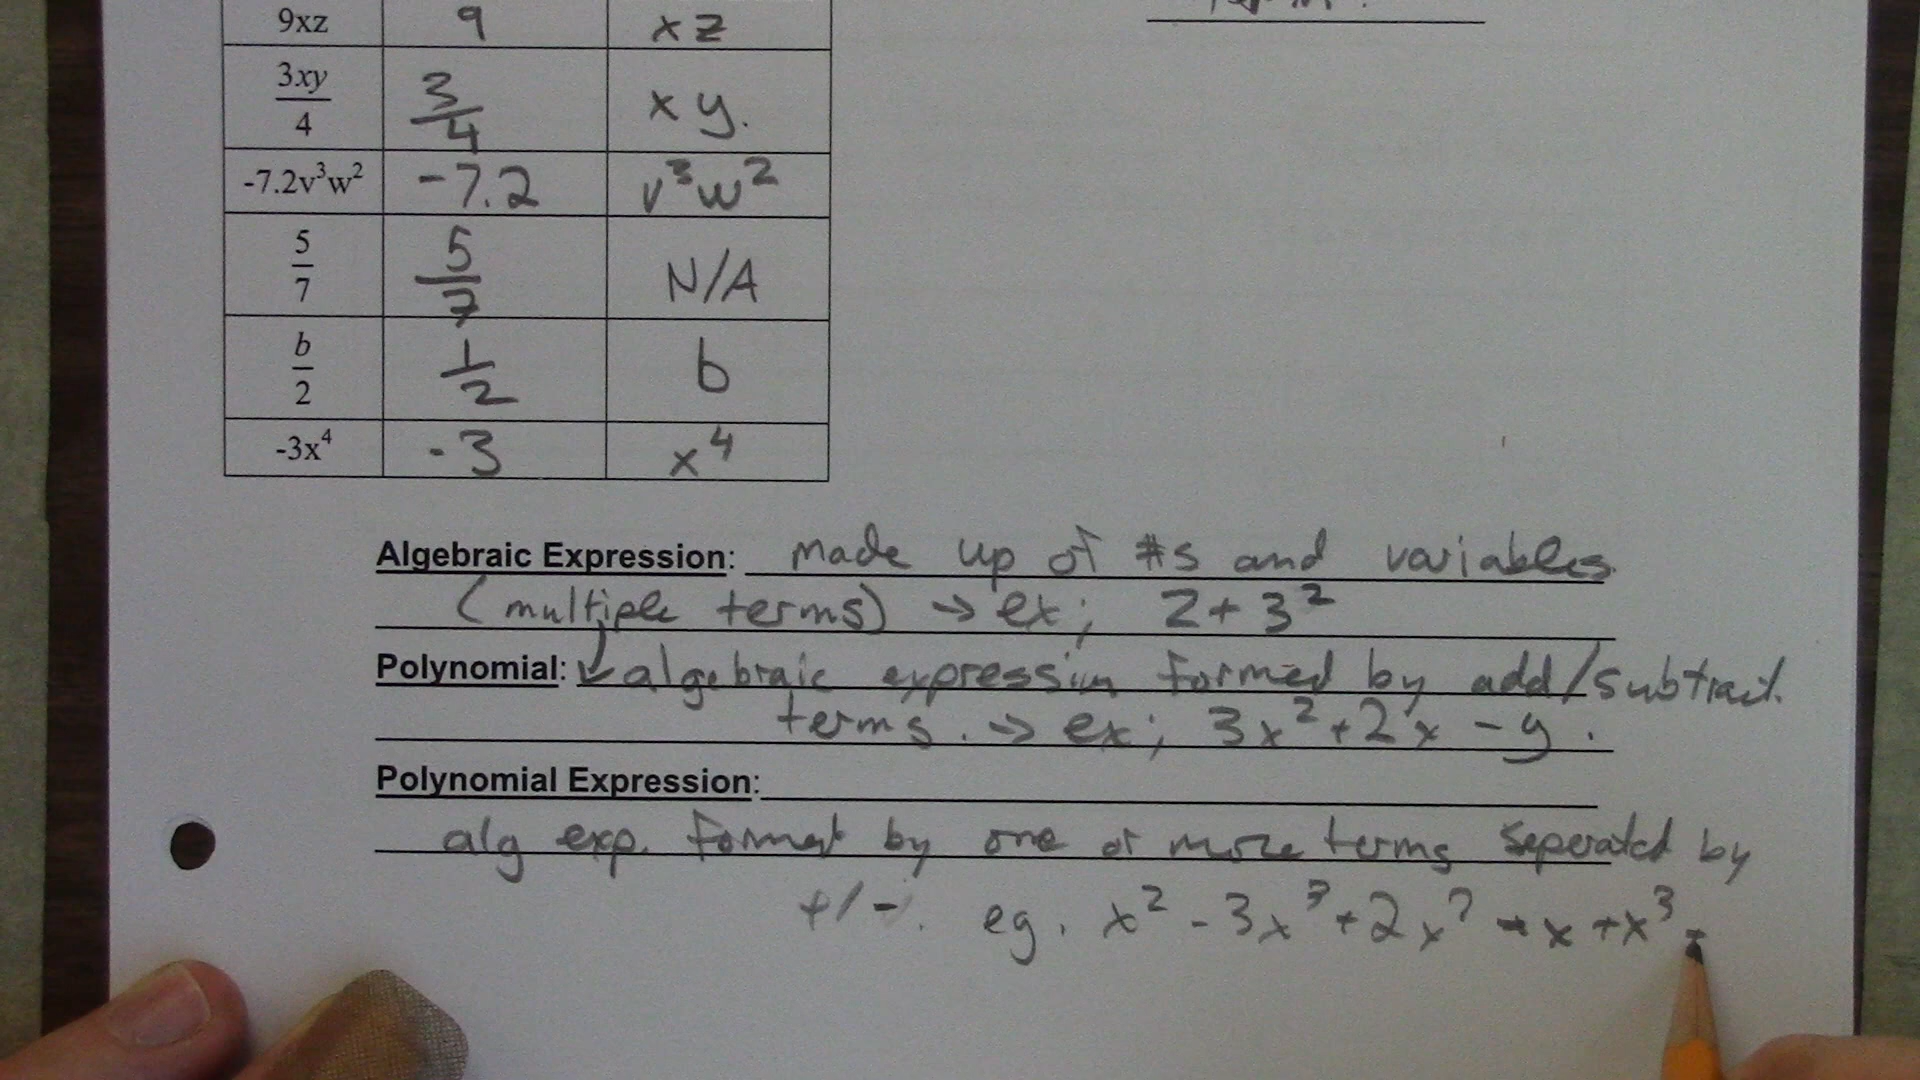 9xz 9 xz
3xy/4 3/4 xy.
-7.2v³w² -7.2 v³w²
5/7 5/7 N/A
b/2 1/2 b
-3x⁴ -3 x⁴
Algebraic Expression: made up of #s and variables
(multiple terms) → ex; 2+3²
Polynomial: algebraic expression formed by add/subtract.
terms. → ex; 3x²+2x-y.
Polynomial Expression:
alg exp. formed by one or more terms seperated by
+/-. eg. x² - 3x³ + 2x⁷ - x + x³